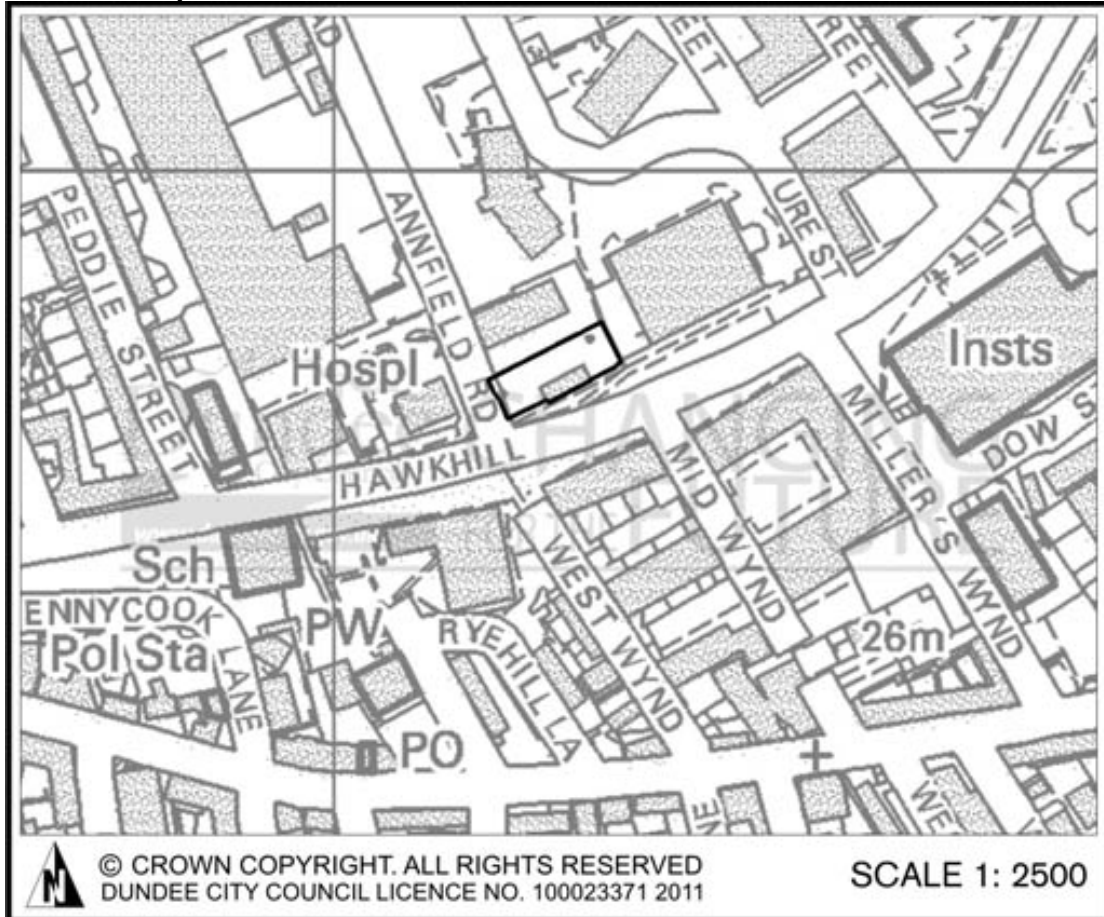 PEDDIE STREET
ANNFIELD RD
URE ST
Hospl
Insts
HAWKHILL
DOW S
MILLER'S WYND
MID WYND
WEST WYND
CHANGING
FUTURE
Sch
ENNYCOOK LANE
PW
Pol Sta
RYEHILL LA
26m
PO
© CROWN COPYRIGHT. ALL RIGHTS RESERVED
DUNDEE CITY COUNCIL LICENCE NO. 100023371 2011
SCALE 1: 2500
N